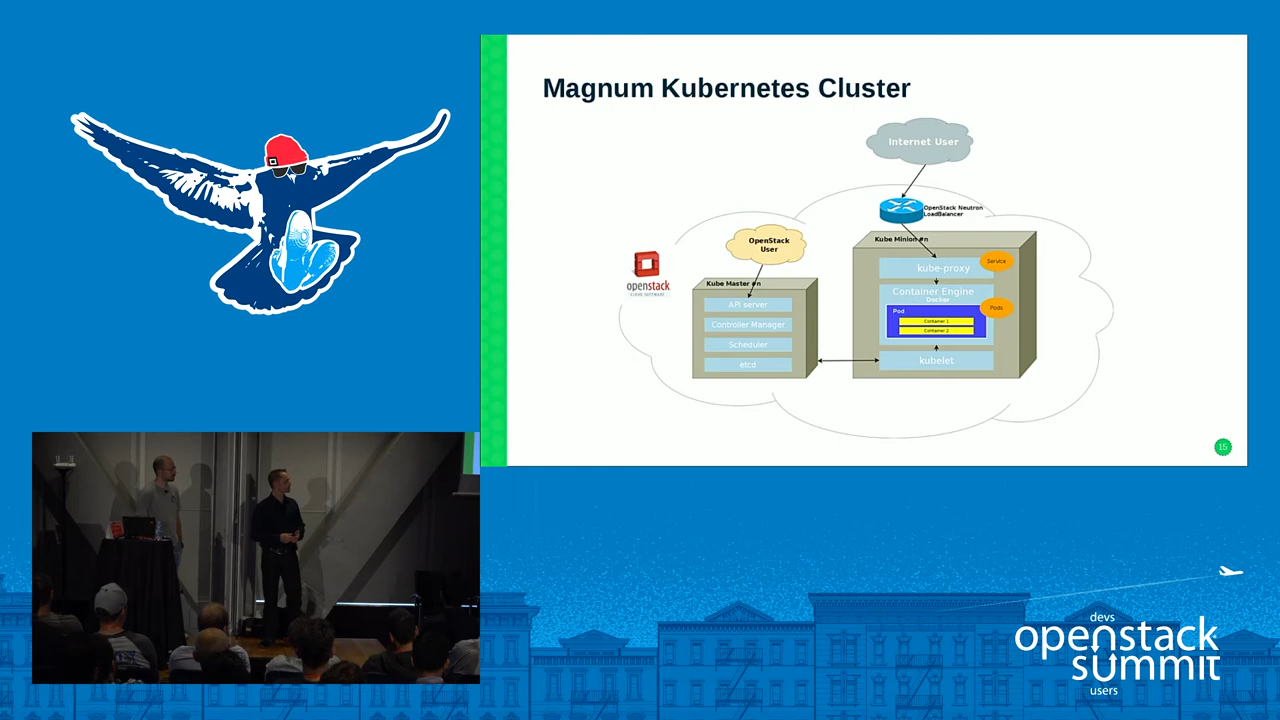 Magnum Kubernetes Cluster
Internet User
OpenStack Neutron
LoadBalancer
OpenStack
User
openstack
CLOUD SOFTWARE
Kube Master #n
API server
Controller Manager
Scheduler
etcd
Kube Minion #n
kube-proxy
Service
Container Engine
Docker
Pods
Pod
Container 1
Container 2
kubelet
15
devs
openstack
summit
users